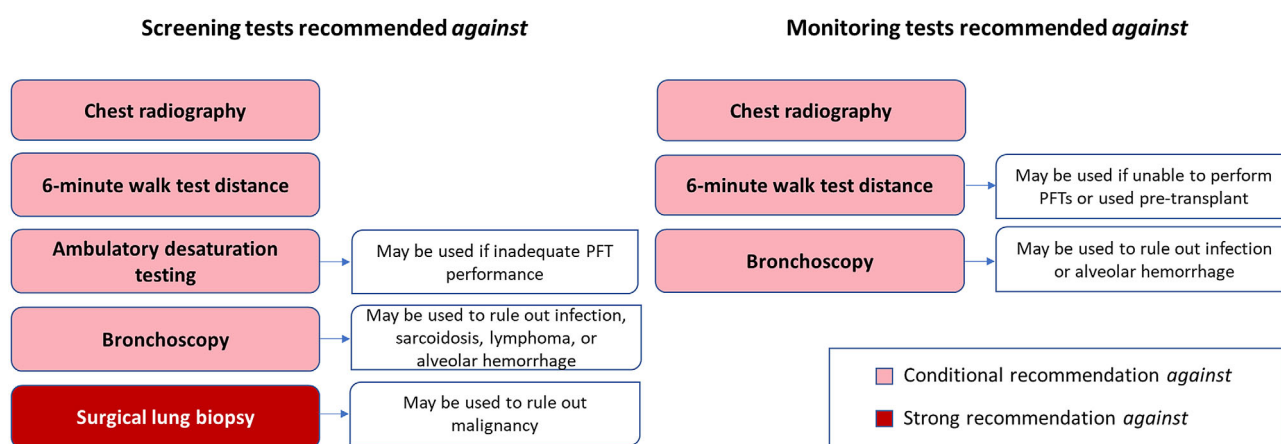 Screening tests recommended against
Chest radiography
6-minute walk test distance
Ambulatory desaturation
testing
May be used if inadequate PFT
performance
Bronchoscopy
May be used to rule out infection,
sarcoidosis, lymphoma, or
alveolar hemorrhage
Surgical lung biopsy
May be used to rule out
malignancy
Monitoring tests recommended against
Chest radiography
6-minute walk test distance
May be used if unable to perform
PFTs or used pre-transplant
Bronchoscopy
May be used to rule out infection
or alveolar hemorrhage
Conditional recommendation against
Strong recommendation against